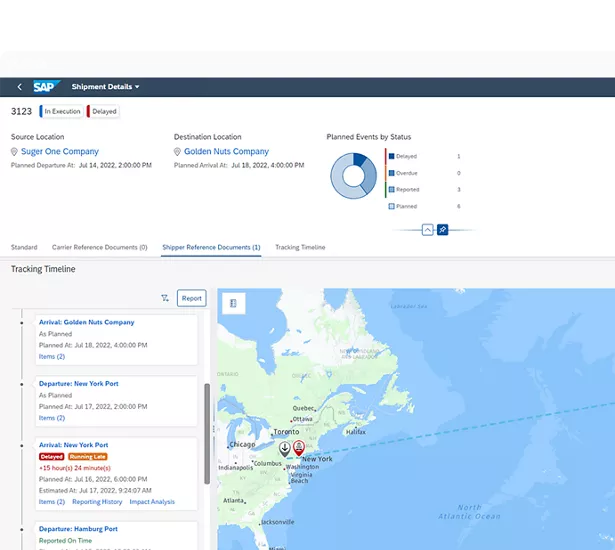 SAP Shipment Details
3123 In Execution Delayed
Source Location
Suger One Company
Planned Departure At: Jul 14, 2022, 2:00:00 PM
Destination Location
Golden Nuts Company
Planned Arrival At: Jul 18, 2022, 4:00:00 PM
Planned Events by Status
Delayed 1
Overdue 0
Reported 3
Planned 6
Standard Carrier Reference Documents (0) Shipper Reference Documents (1) Tracking Timeline
Tracking Timeline
Report
Arrival: Golden Nuts Company
As Planned
Planned At: Jul 18, 2022, 4:00:00 PM
Items (2)
Departure: New York Port
As Planned
Planned At: Jul 17, 2022, 2:00:00 PM
Items (2)
Arrival: New York Port
Delayed Running Late
+15 hour(s) 24 minute(s)
Planned At: Jul 16, 2022, 6:00:00 PM
Estimated At: Jul 17, 2022, 9:24:07 AM
Items (2) Reporting History Impact Analysis
Departure: Hamburg Port
Reported On Time
Labrador Sea
NEWFOUNDLAND
ONTARIO
QUEBEC
Quebec
Ottawa
Toronto
Halifax
Chicago
New York
Indianapolis
Columbus
Washington
Virginia
Beach
Atlanta
Jacksonville
Miami
North
Atlantic Ocean